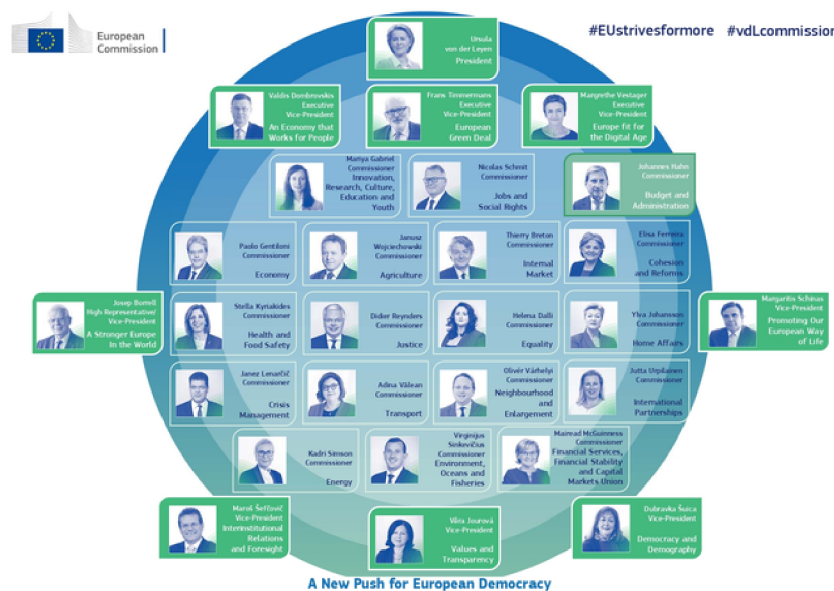 European
Commission
#EUstrivesformore #vdLcommission
Ursula
von der Leyen
President
Valdis Dombrovskis
Executive
Vice-President
An Economy that
Works for People
Frans Timmermans
Executive
Vice-President
European
Green Deal
Margrethe Vestager
Executive
Vice-President
Europe fit for
the Digital Age
Mariya Gabriel
Commissioner
Innovation,
Research, Culture,
Education and
Youth
Nicolas Schmit
Commissioner
Jobs and
Social Rights
Johannes Hahn
Commissioner
Budget and
Administration
Paolo Gentiloni
Commissioner
Economy
Janusz
Wojciechowski
Commissioner
Agriculture
Thierry Breton
Commissioner
Internal
Market
Elisa Ferreira
Commissioner
Cohesion
and Reforms
Josep Borrell
High Representative/
Vice-President
A Stronger Europe
In the World
Stella Kyriakides
Commissioner
Health and
Food Safety
Didier Reynders
Commissioner
Justice
Helena Dalli
Commissioner
Equality
Ylva Johansson
Commissioner
Home Affairs
Margaritis Schinas
Vice-President
Promoting Our
European Way
of Life
Janez Lenarčič
Commissioner
Crisis
Management
Adina Vălean
Commissioner
Transport
Olivér Várhelyi
Commissioner
Neighbourhood
and
Enlargement
Jutta Urpilainen
Commissioner
International
Partnerships
Kadri Simson
Commissioner
Energy
Virginijus
Sinkevičius
Commissioner
Environment,
Oceans and
Fisheries
Mairead McGuinness
Commissioner
Financial Services,
Financial Stability
and Capital
Markets Union
Maroš Šefčovič
Vice-President
Interinstitutional
Relations
and Foresight
Věra Jourová
Vice-President
Values and
Transparency
Dubravka Šuica
Vice-President
Democracy and
Demography
A New Push for European Democracy